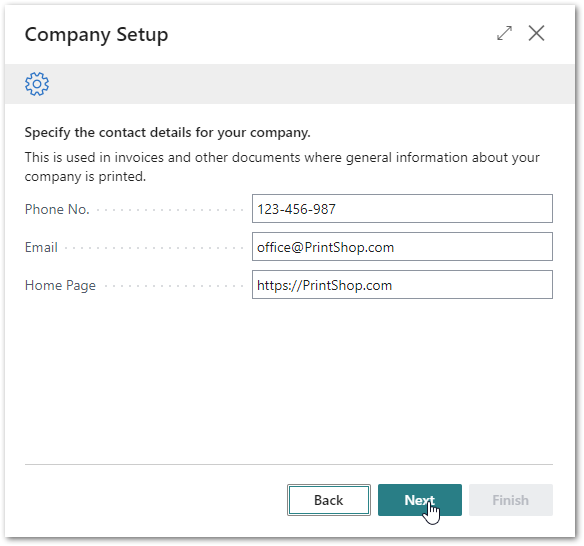 Company Setup
Specify the contact details for your company.
This is used in invoices and other documents where general information about your
company is printed.
Phone No. 123-456-987
Email office@PrintShop.com
Home Page https://PrintShop.com
Back Next Finish